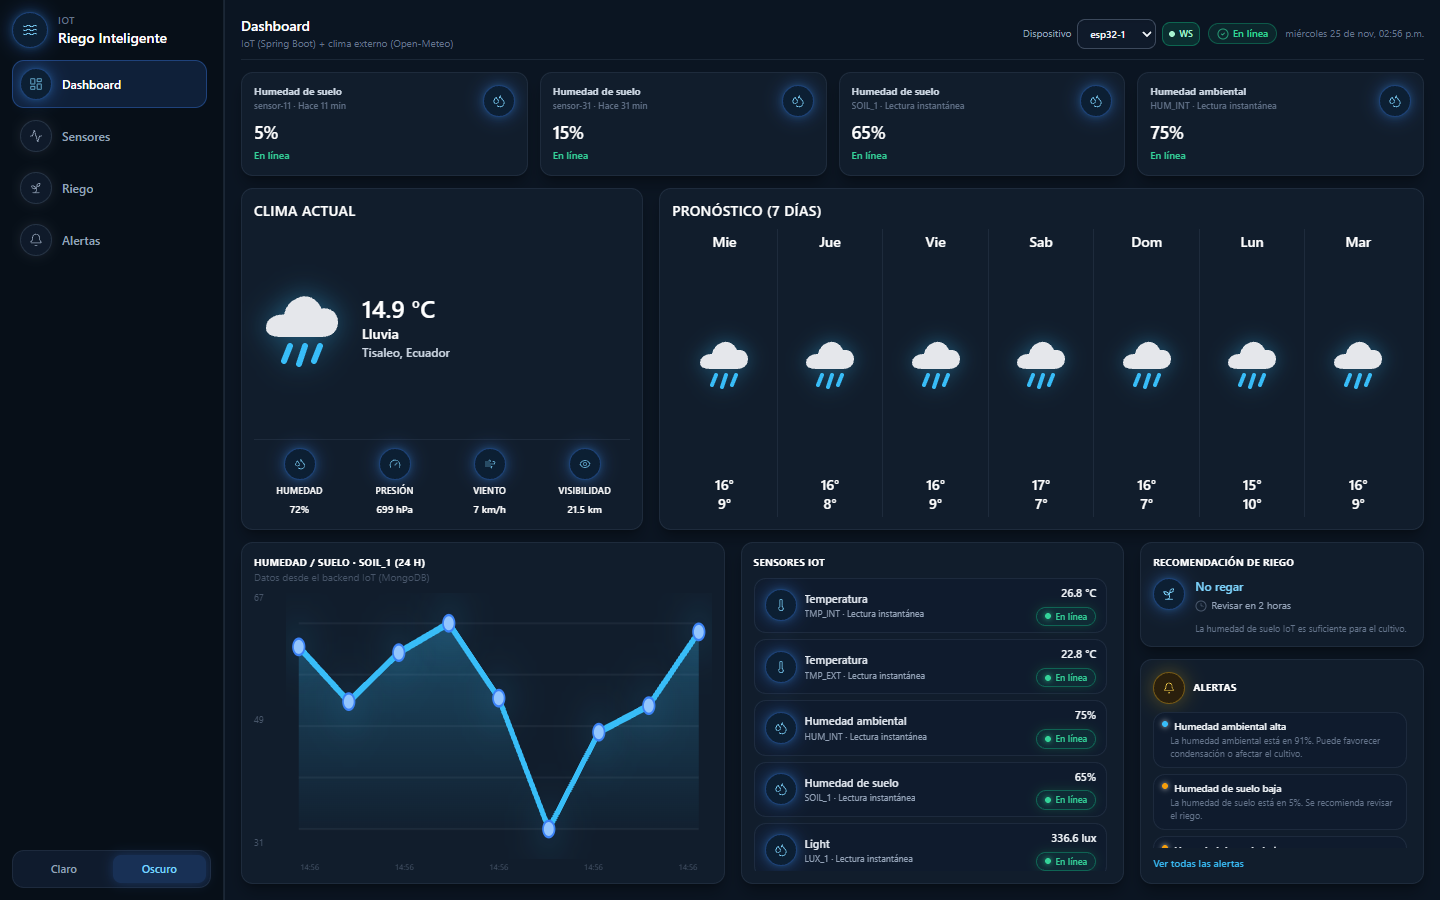 IOT
Riego Inteligente
Dashboard
Sensores
Riego
Alertas
Claro
Oscuro
Dashboard
IoT (Spring Boot) + clima externo (Open-Meteo)
Dispositivo
esp32-1
WS
En línea
miércoles 25 de nov, 02:56 p.m.
Humedad de suelo
sensor-11 · Hace 11 min
5%
En línea
Humedad de suelo
sensor-31 · Hace 31 min
15%
En línea
Humedad de suelo
SOIL_1 · Lectura instantánea
65%
En línea
Humedad ambiental
HUM_INT · Lectura instantánea
75%
En línea
CLIMA ACTUAL
14.9 °C
Lluvia
Tisaleo, Ecuador
HUMEDAD
72%
PRESIÓN
699 hPa
VIENTO
7 km/h
VISIBILIDAD
21.5 km
PRONÓSTICO (7 DÍAS)
Mie
16°
9°
Jue
16°
8°
Vie
16°
9°
Sab
17°
7°
Dom
16°
7°
Lun
15°
10°
Mar
16°
9°
HUMEDAD / SUELO · SOIL_1 (24 H)
Datos desde el backend IoT (MongoDB)
67
49
31
14:56 14:56 14:56 14:56 14:56
SENSORES IOT
Temperatura
TMP_INT · Lectura instantánea
26.8 °C
En línea
Temperatura
TMP_EXT · Lectura instantánea
22.8 °C
En línea
Humedad ambiental
HUM_INT · Lectura instantánea
75%
En línea
Humedad de suelo
SOIL_1 · Lectura instantánea
65%
En línea
Light
LUX_1 · Lectura instantánea
336.6 lux
En línea
RECOMENDACIÓN DE RIEGO
No regar
Revisar en 2 horas
La humedad de suelo IoT es suficiente para el cultivo.
ALERTAS
Humedad ambiental alta
La humedad ambiental está en 91%. Puede favorecer
condensación o afectar el cultivo.
Humedad de suelo baja
La humedad de suelo está en 5%. Se recomienda revisar
el riego.
Ver todas las alertas